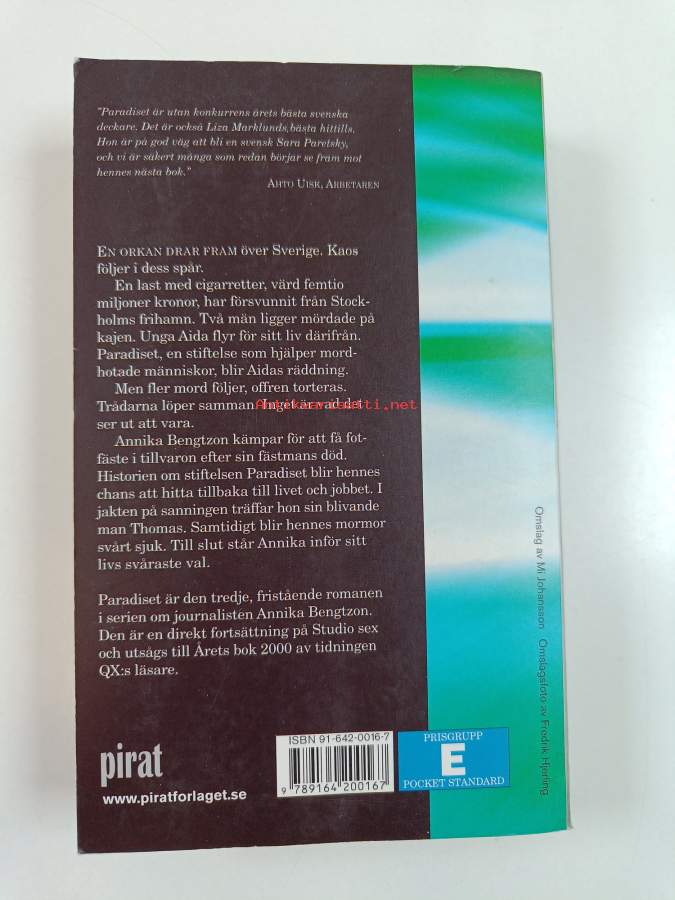 "Paradiset är utan konkurrens årets bästa svenska
deckare. Det är också Liza Marklunds bästa hittills.
Hon är på god väg att bli en svensk Sara Paretsky,
och vi är säkert många som redan börjar se fram mot
hennes nästa bok."
AHTO UISK, ARBETAREN
EN ORKAN DRAR FRAM över Sverige. Kaos
följer i dess spår.
En last med cigarretter, värd femtio
miljoner kronor, har försvunnit från Stock-
holms frihamn. Två män ligger mördade på
kajen. Unga Aida flyr för sitt liv därifrån.
Paradiset, en stiftelse som hjälper mord-
hotade människor, blir Aidas räddning.
Men fler mord följer, offren torteras.
Trådarna löper samman. Inget är vad det
ser ut att vara.
Annika Bengtzon kämpar för att få fot-
fäste i tillvaron efter sin fästmans död.
Historien om stiftelsen Paradiset blir hennes
chans att hitta tillbaka till livet och jobbet. I
jakten på sanningen träffar hon sin blivande
man Thomas. Samtidigt blir hennes mormor
svårt sjuk. Till slut står Annika inför sitt
livs svåraste val.
Paradiset är den tredje, fristående romanen
i serien om journalisten Annika Bengtzon.
Den är en direkt fortsättning på Studio sex
och utsågs till Årets bok 2000 av tidningen
QX:s läsare.
pirat
www.piratforlaget.se
ISBN 91-642-0016-7
9 789164 200167
PRISGRUPP
E
POCKET STANDARD
Omslag av Mi Johansson Omslagsfoto av Fredrik Hjerling